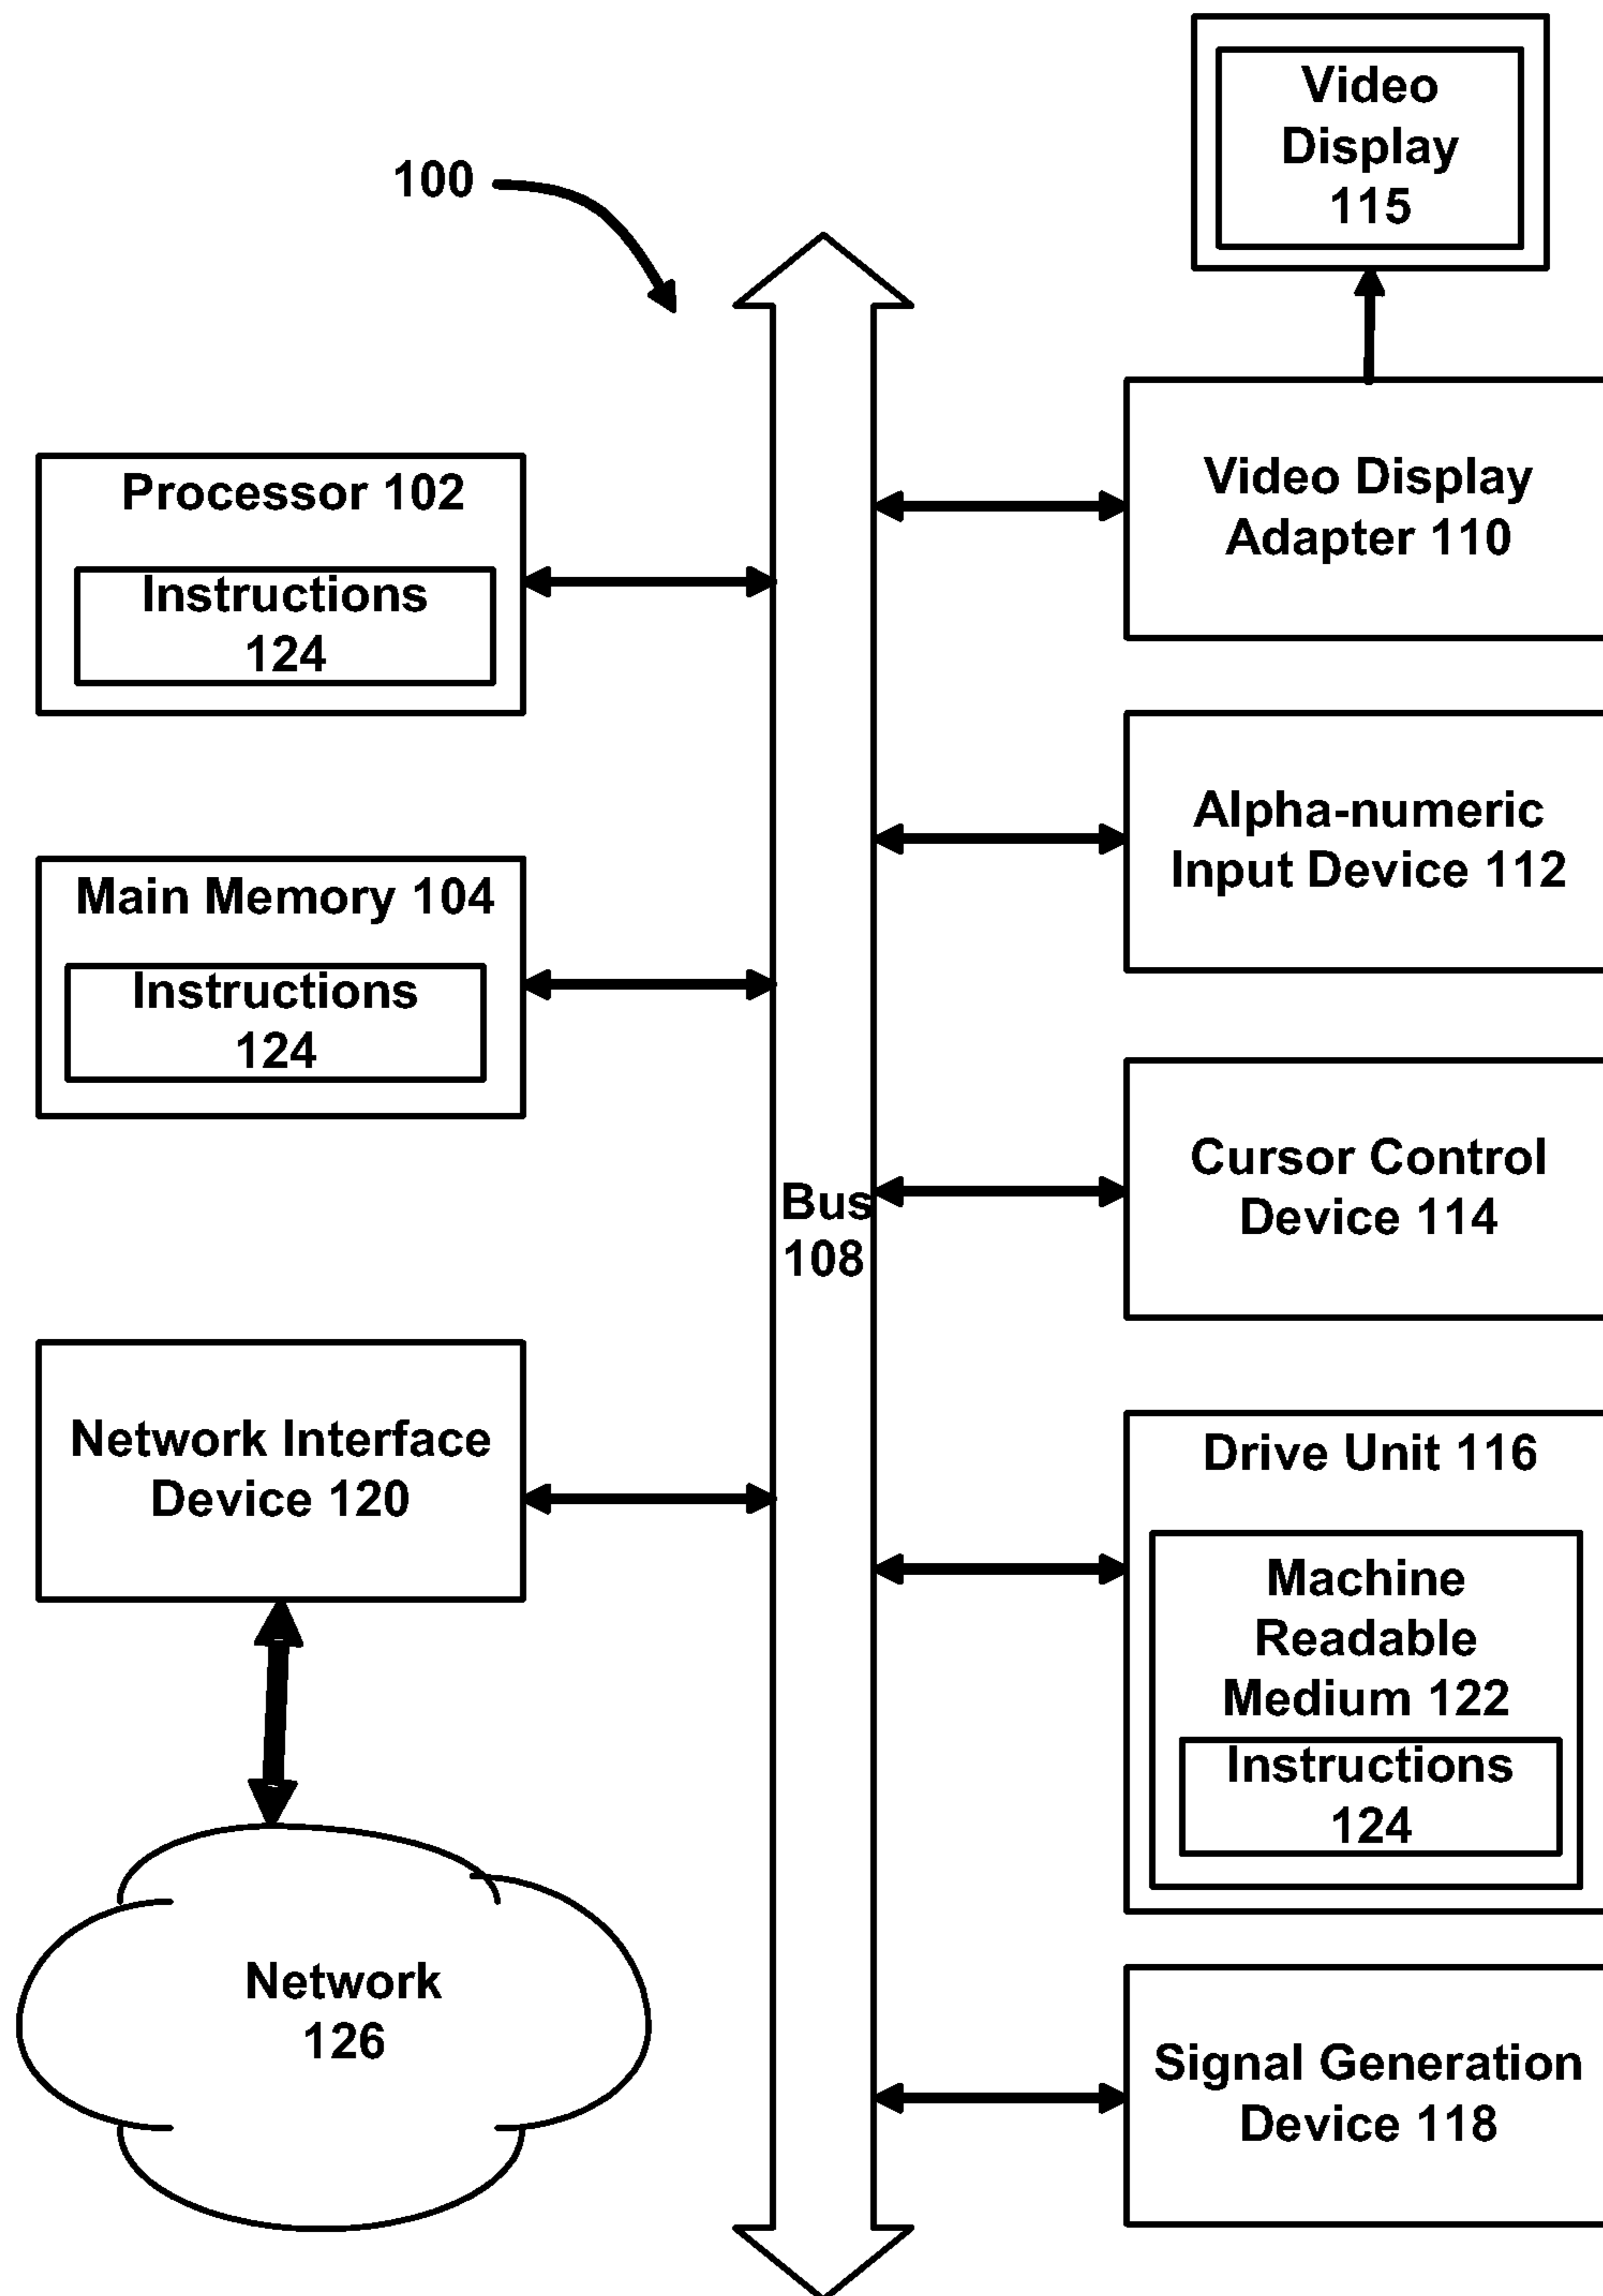 Video
Display
115
100
Processor 102
Instructions
124
Video Display
Adapter 110
Main Memory 104
Instructions
124
Alpha-numeric
Input Device 112
Bus
108
Cursor Control
Device 114
Network Interface
Device 120
Drive Unit 116
Machine
Readable
Medium 122
Instructions
124
Network
126
Signal Generation
Device 118